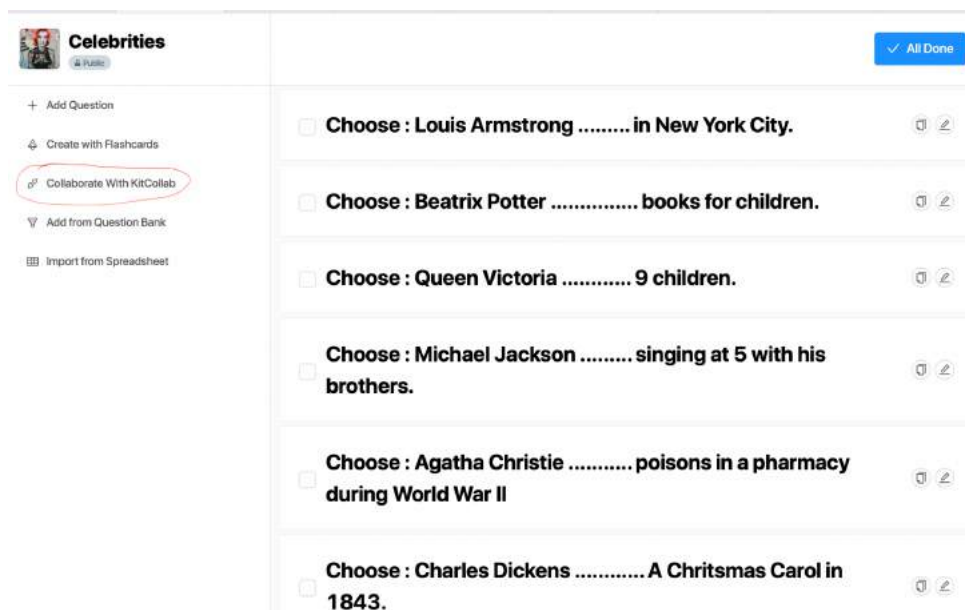 Celebrities
Public
All Done
+ Add Question
Create with Flashcards
Collaborate With KitCollab
Add from Question Bank
Import from Spreadsheet
Choose : Louis Armstrong ......... in New York City.
Choose : Beatrix Potter ............... books for children.
Choose : Queen Victoria ............ 9 children.
Choose : Michael Jackson ......... singing at 5 with his
brothers.
Choose : Agatha Christie ........... poisons in a pharmacy
during World War II
Choose : Charles Dickens ............ A Chritsmas Carol in
1843.